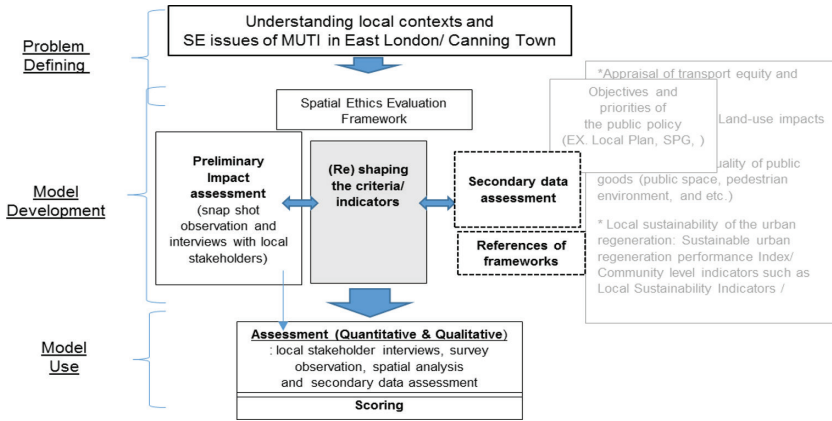 Understanding local contexts and
SE issues of MUTI in East London/ Canning Town
Problem
Defining
Spatial Ethics Evaluation
Framework
Model
Development
Preliminary
Impact
assessment
(snap shot
observation and
interviews with local
stakeholders)
(Re) shaping
the criteria/
indicators
Secondary data
assessment
References of
frameworks
*Appraisal of transport equity and
Objectives and
priorities of
the public policy
(EX. Local Plan, SPG, )
Land-use impacts
uality of public
goods (public space, pedestrian
environment, and etc.)
* Local sustainability of the urban
regeneration: Sustainable urban
regeneration performance Index/
Community level indicators such as
Local Sustainability Indicators /
Model
Use
Assessment (Quantitative & Qualitative)
: local stakeholder interviews, survey
observation, spatial analysis
and secondary data assessment
Scoring